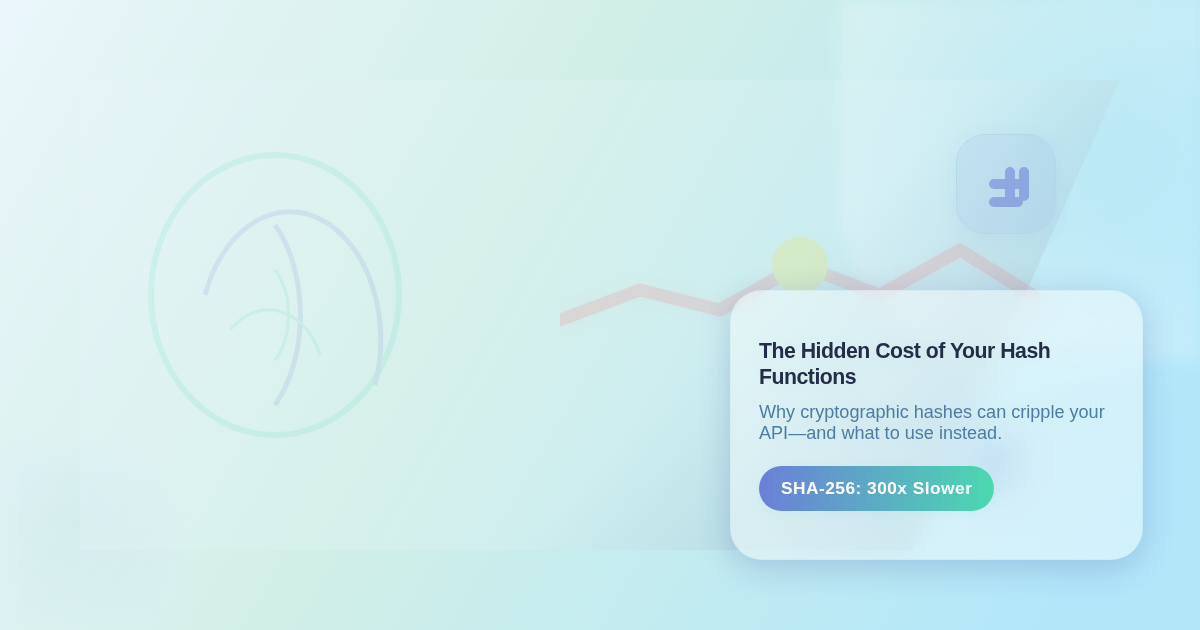 The Hidden Cost of Your Hash
Functions
Why cryptographic hashes can cripple your
API—and what to use instead.
SHA-256: 300x Slower